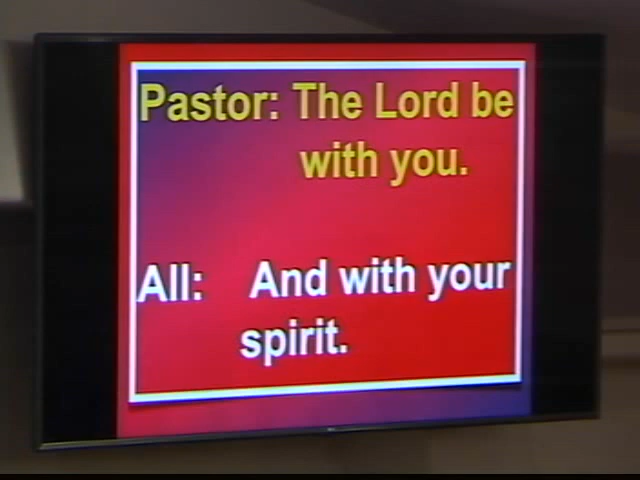 Pastor: The Lord be
with you.
All: And with your
spirit.